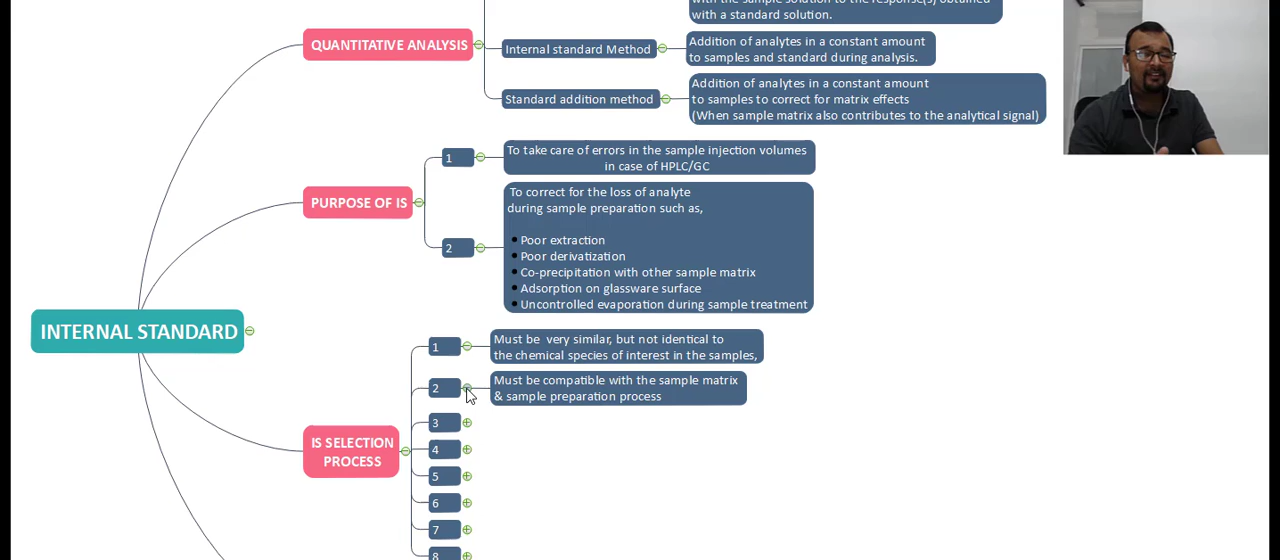 with the sample solution to the response(s) obtained
with a standard solution.
QUANTITATIVE ANALYSIS
Internal standard Method
Addition of analytes in a constant amount
to samples and standard during analysis.
Standard addition method
Addition of analytes in a constant amount
to samples to correct for matrix effects
(When sample matrix also contributes to the analytical signal)
PURPOSE OF IS
1
To take care of errors in the sample injection volumes
in case of HPLC/GC
2
To correct for the loss of analyte
during sample preparation such as,
• Poor extraction
• Poor derivatization
• Co-precipitation with other sample matrix
• Adsorption on glassware surface
• Uncontrolled evaporation during sample treatment
INTERNAL STANDARD
IS SELECTION
PROCESS
1
Must be very similar, but not identical to
the chemical species of interest in the samples,
2
Must be compatible with the sample matrix
& sample preparation process
3
4
5
6
7
8